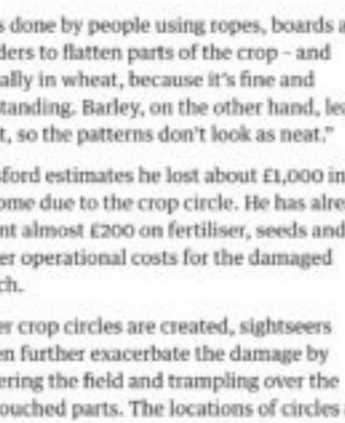 s done by people using ropes, boards a
ders to flatten parts of the crop – and
ally in wheat, because it's fine and
tanding. Barley, on the other hand, lea
t, so the patterns don't look as neat."
sford estimates he lost about £1,000 in
ome due to the crop circle. He has alre
nt almost £200 on fertiliser, seeds and
er operational costs for the damaged
ch.
er crop circles are created, sightseers
en further exacerbate the damage by
ering the field and trampling over the
ouched parts. The locations of circles